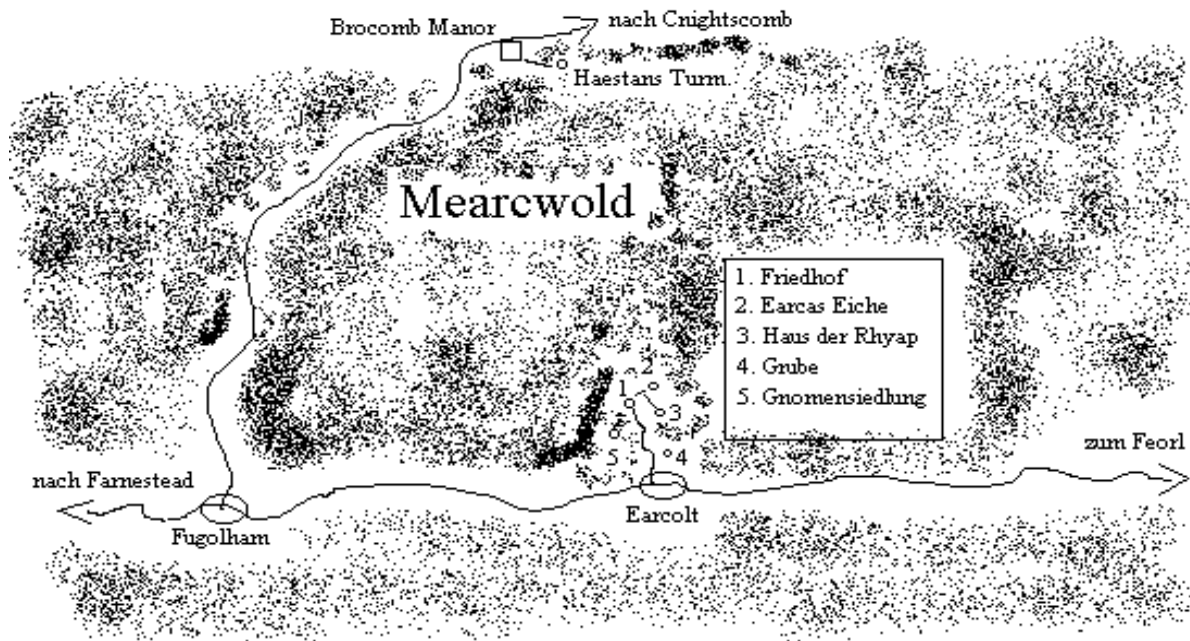 nach Cnightscomb
Brocomb Manor
Haestans Turm.
Mearcwold
1. Friedhof
2. Earcas Eiche
3. Haus der Rhyap
4. Grube
5. Gnomensiedlung
2
1
3
5
4
zum Feorl
nach Farnestead
Fugolham
Earcolt